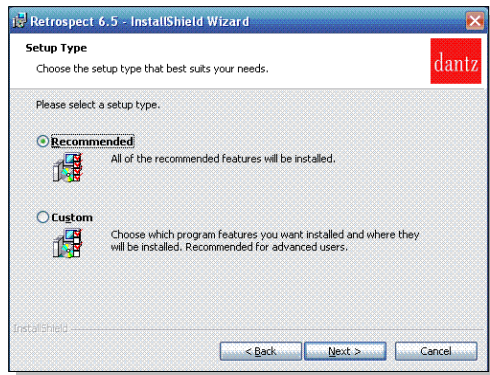 Retrospect 6.5 - InstallShield Wizard
Setup Type
Choose the setup type that best suits your needs.
dantz
Please select a setup type.
Recommended
All of the recommended features will be installed.
Custom
Choose which program features you want installed and where they
will be installed. Recommended for advanced users.
InstallShield
< Back
Next >
Cancel